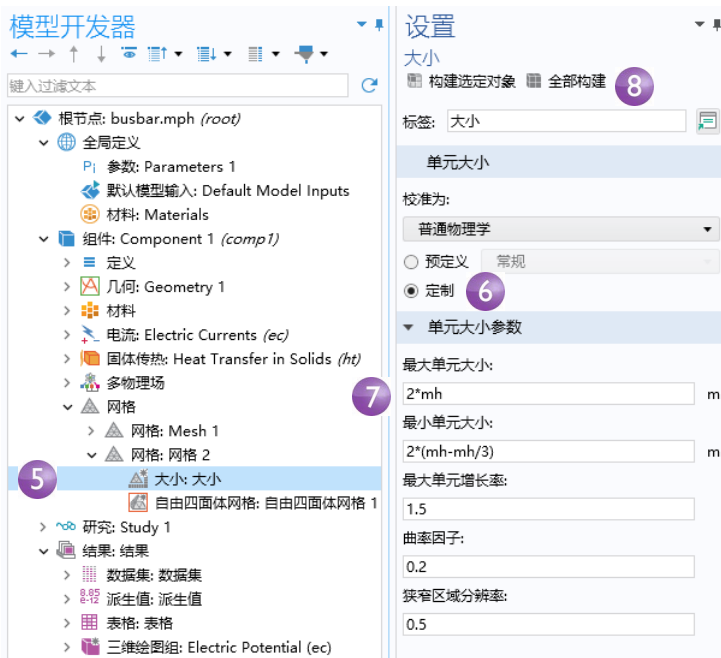 模型开发器
键入过滤文本
根节点: busbar.mph (root)
全局定义
Pi 参数: Parameters 1
默认模型输入: Default Model Inputs
材料: Materials
组件: Component 1 (comp1)
定义
几何: Geometry 1
材料
电流: Electric Currents (ec)
固体传热: Heat Transfer in Solids (ht)
多物理场
网格
网格: Mesh 1
网格: 网格 2
5 大小: 大小
自由四面体网格: 自由四面体网格 1
研究: Study 1
结果: 结果
数据集: 数据集
8.85
e-12 派生值: 派生值
表格: 表格
三维绘图组: Electric Potential (ec)
设置
大小
构建选定对象 全部构建 8
标签: 大小
单元大小
校准为:
普通物理学
预定义 常规
定制 6
单元大小参数
最大单元大小:
7 2*mh m
最小单元大小:
2*(mh-mh/3) m
最大单元增长率:
1.5
曲率因子:
0.2
狭窄区域分辨率:
0.5